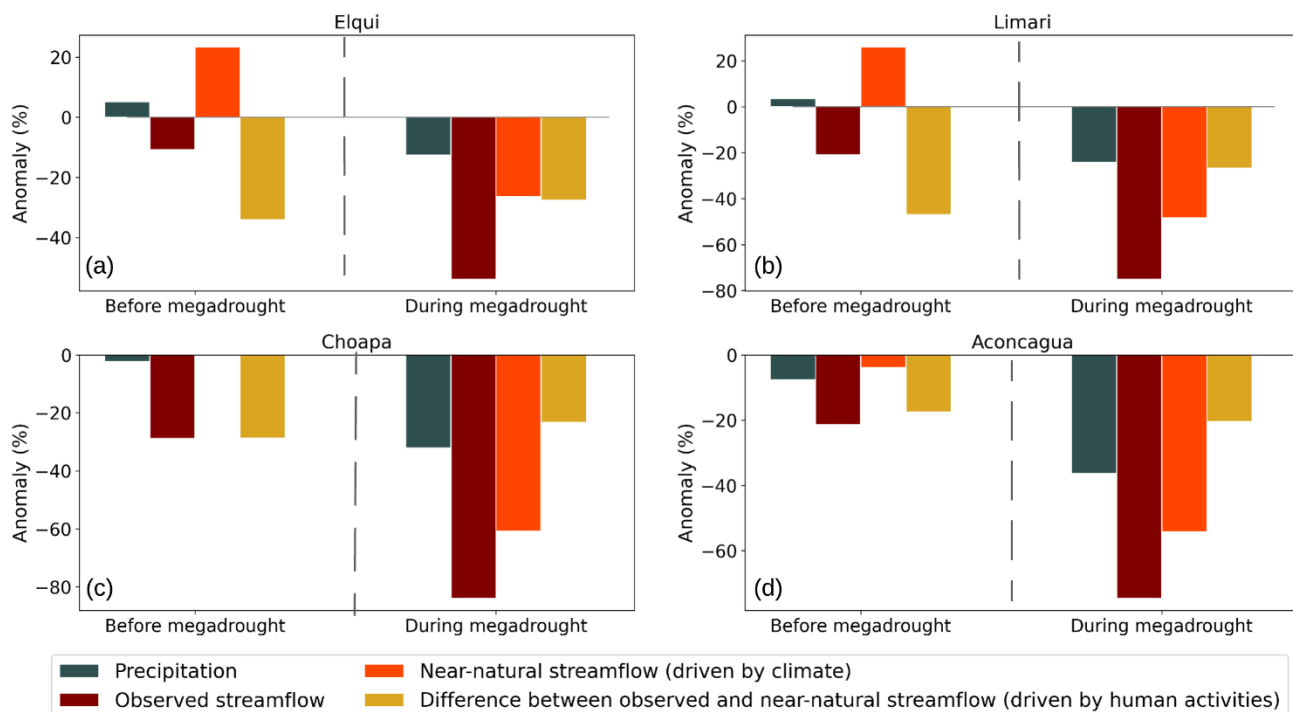 Elqui
Limari
20
0
−20
−40
Anomaly (%)
(a)
Before megadrought
During megadrought
20
0
−20
−40
−60
−80
Anomaly (%)
(b)
Before megadrought
During megadrought
Choapa
Aconcagua
0
−20
−40
−60
−80
Anomaly (%)
(c)
Before megadrought
During megadrought
0
−20
−40
−60
Anomaly (%)
(d)
Before megadrought
During megadrought
Precipitation
Near-natural streamflow (driven by climate)
Observed streamflow
Difference between observed and near-natural streamflow (driven by human activities)